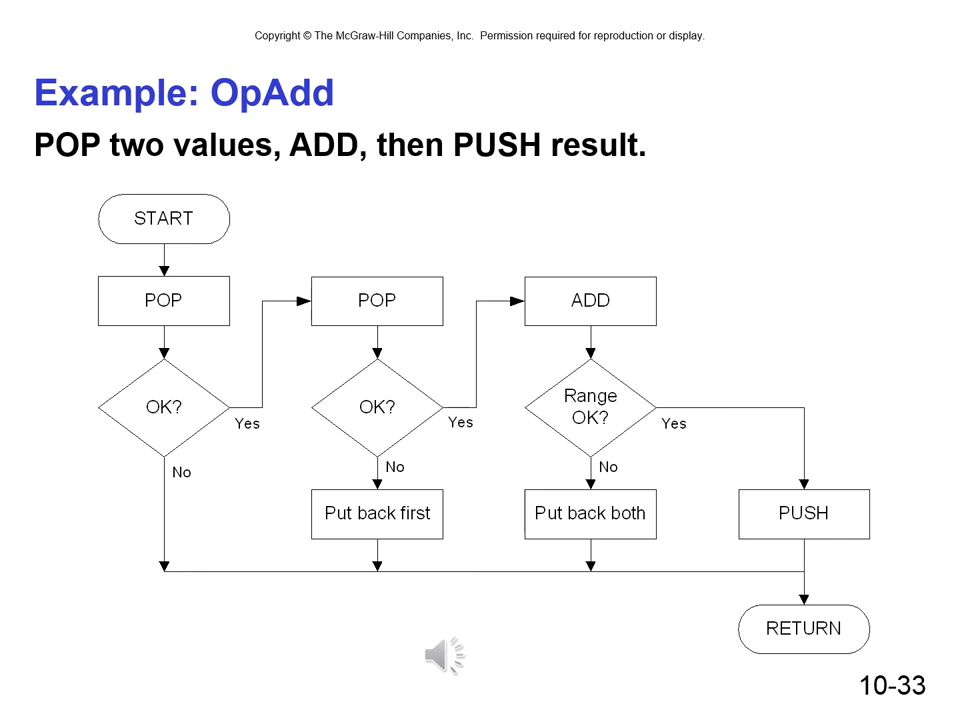 Copyright © The McGraw-Hill Companies, Inc.  Permission required for reproduction or display.
Example: OpAdd
POP two values, ADD, then PUSH result.
START
POP
POP
ADD
OK?
Yes
No
OK?
Yes
No
Range
OK?
Yes
No
Put back first
Put back both
PUSH
RETURN
10-33